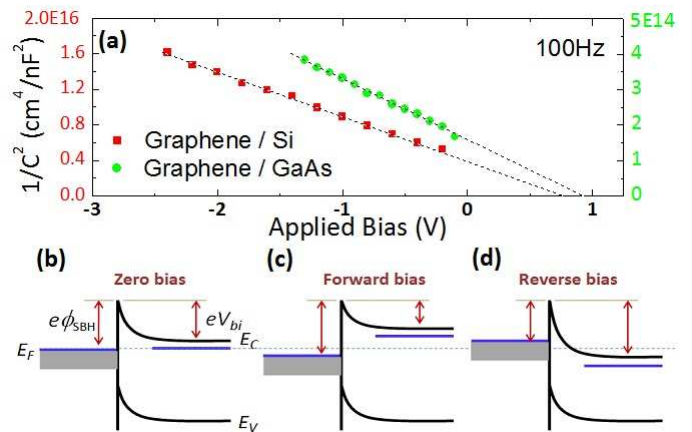 2.0E16
5E14
(a)
100Hz
1.6
4
1.2
3
0.8
2
0.4
1
0.0
0
1/C² (cm⁴/nF²)
Graphene / Si
Graphene / GaAs
-3
-2
-1
0
1
Applied Bias (V)
(b)
(c)
(d)
Zero bias
Forward bias
Reverse bias
eϕSBH
eVbi
EF
EC
EV